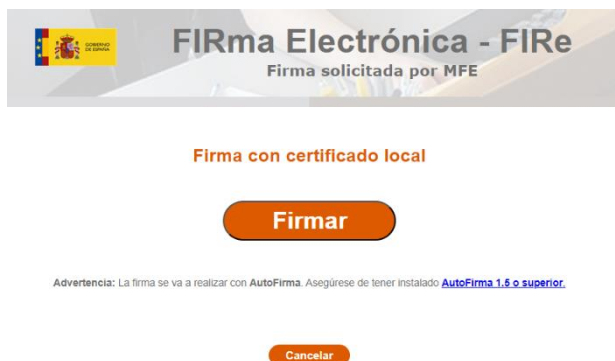 GOBIERNO
DE ESPAÑA
FIRma Electrónica - FIRe
Firma solicitada por MFE
Firma con certificado local
Firmar
Advertencia: La firma se va a realizar con AutoFirma. Asegúrese de tener instalado AutoFirma 1.5 o superior.
Cancelar